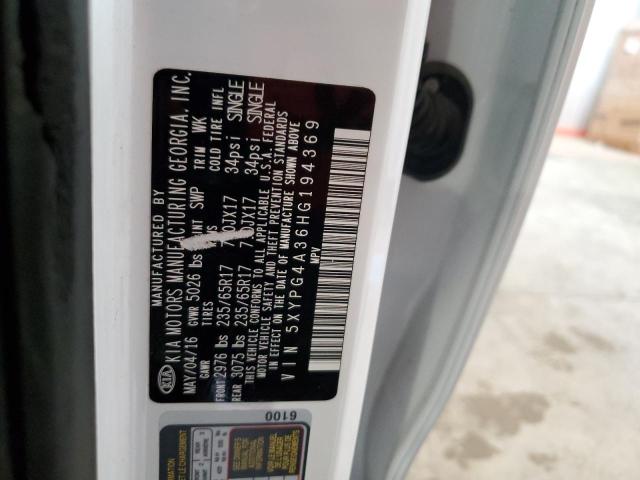 KIA
MANUFACTURED BY
KIA MOTORS MANUFACTURING GEORGIA, INC.
MAY/04/16 GVWR 5026 lbs SWP TRIM WK
GAWR TIRES COLD TIRE INFL
FRONT 2976 lbs 235/65R17 34psi SINGLE
REAR 3075 lbs 235/65R17 34psi SINGLE
THIS VEHICLE CONFORMS TO ALL APPLICABLE U.S.A. FEDERAL
MOTOR VEHICLE SAFETY AND THEFT PREVENTION STANDARDS
IN EFFECT ON THE DATE OF MANUFACTURE SHOWN ABOVE
VIN 5XYPG4A36HG194369
MPV
6100